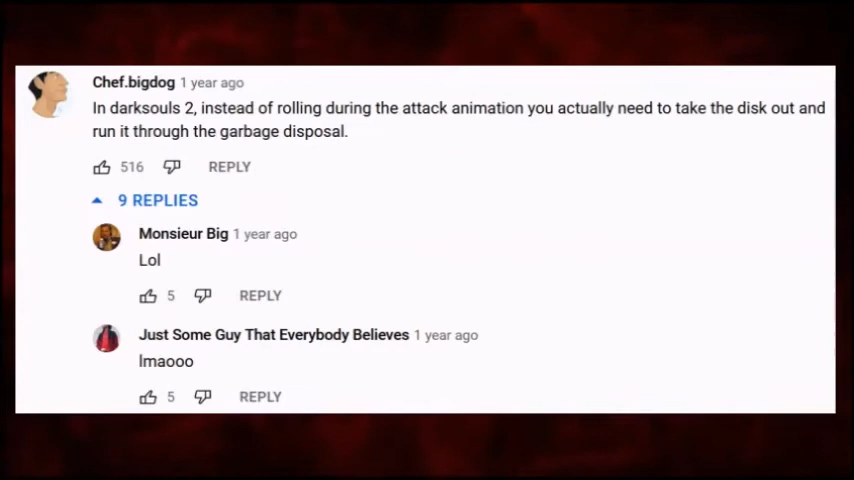 Chef.bigdog 1 year ago
In darksouls 2, instead of rolling during the attack animation you actually need to take the disk out and
run it through the garbage disposal.
516 REPLY
9 REPLIES
Monsieur Big 1 year ago
Lol
5 REPLY
Just Some Guy That Everybody Believes 1 year ago
lmaooo
5 REPLY